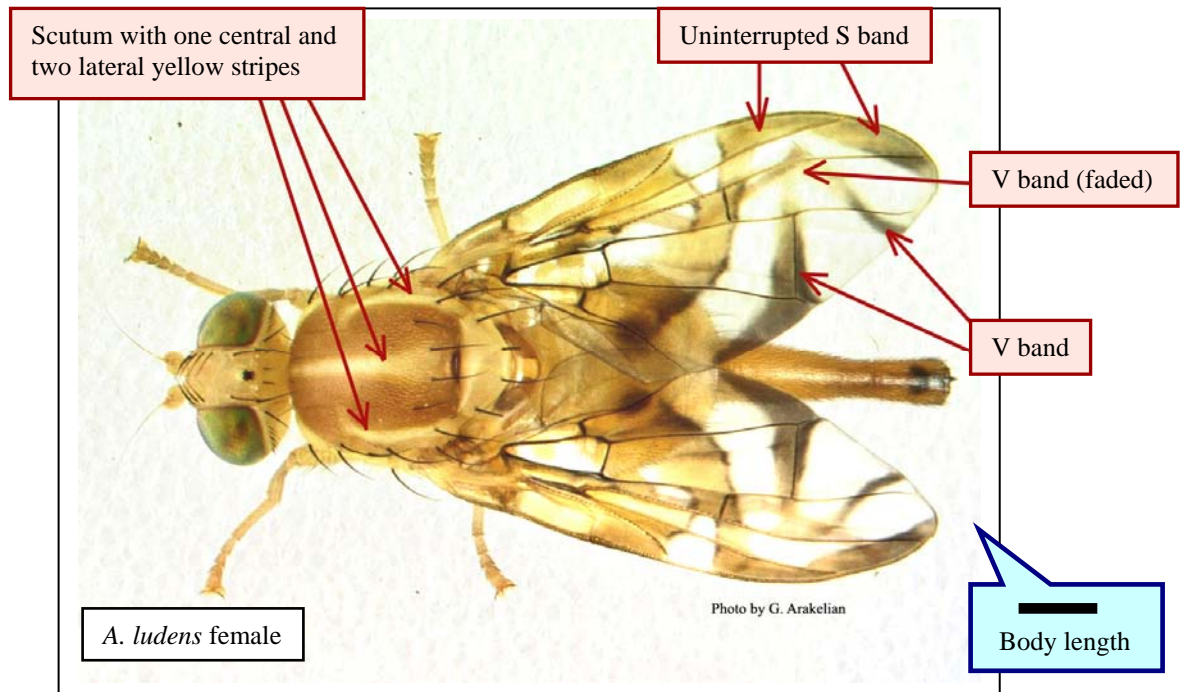 Scutum with one central and
two lateral yellow stripes
Uninterrupted S band
V band (faded)
V band
Photo by G. Arakelian
A. ludens female
Body length